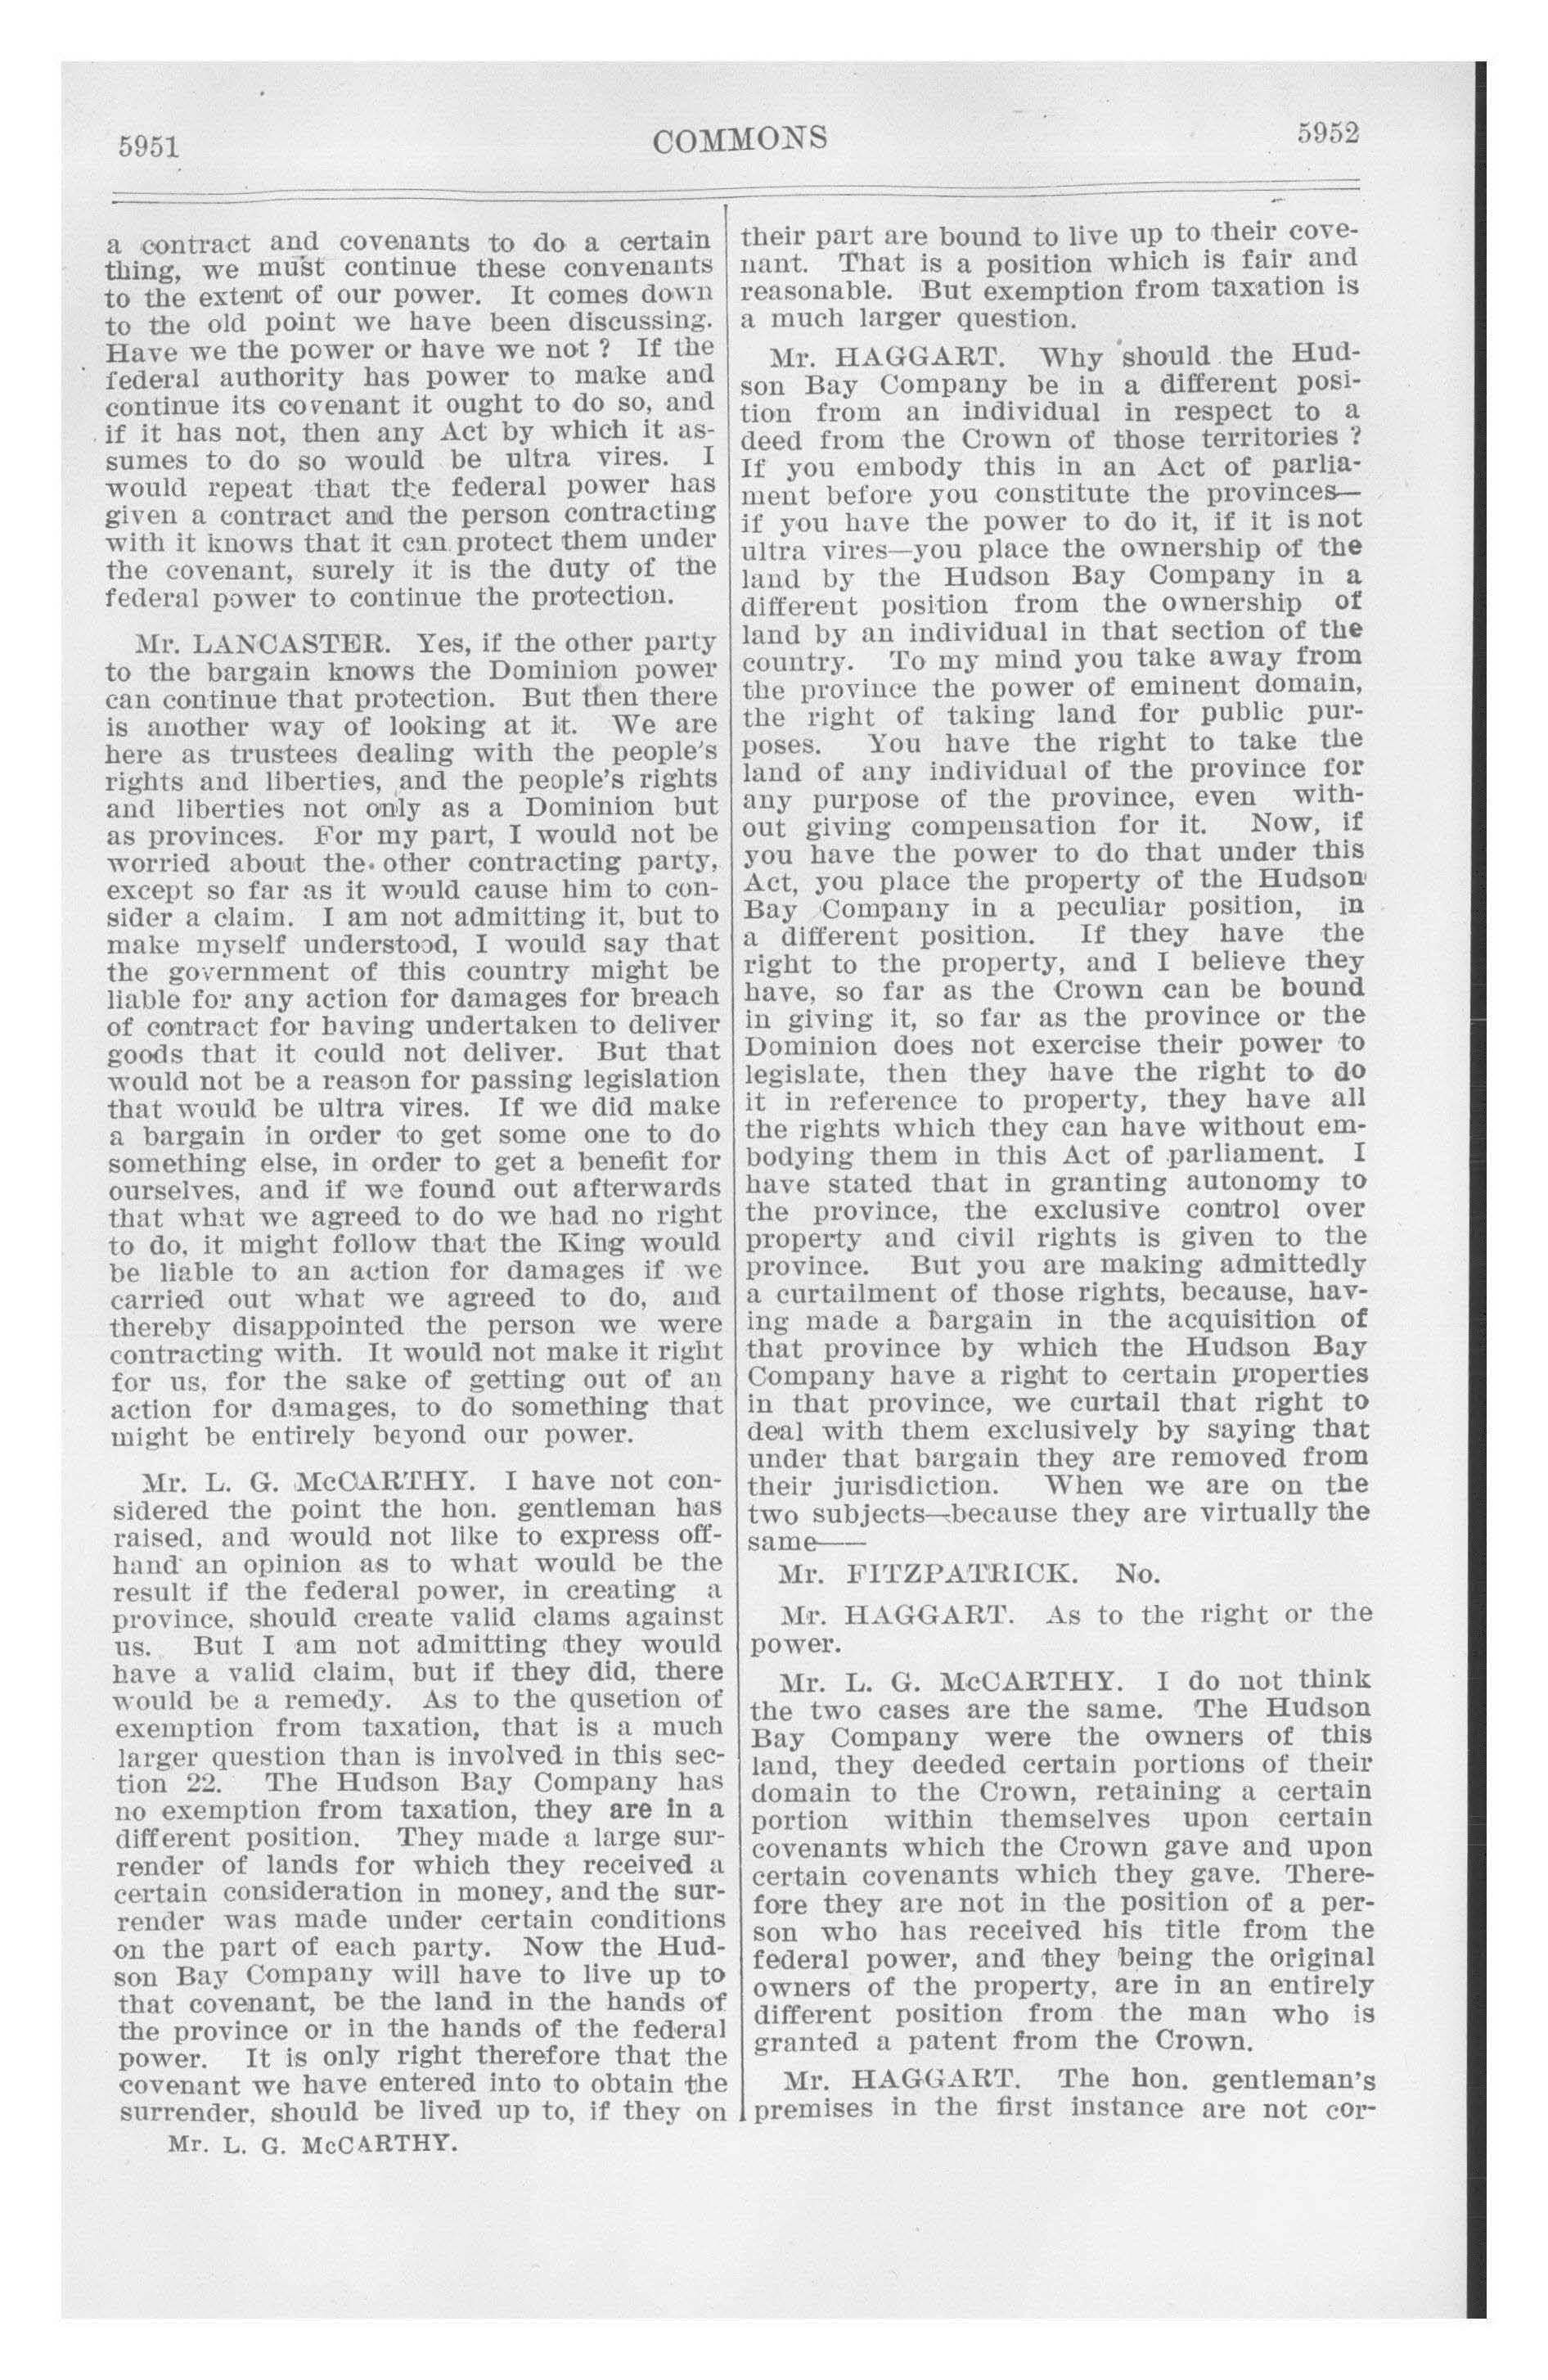 5951
COMMONS
5952
a contract and covenants to do a certain
thing, we must continue these convenants
to the extent of our power. It comes down
to the old point we have been discussing.
Have we the power or have we not ? If the
federal authority has power to make and
continue its covenant it ought to do so, and
if it has not, then any Act by which it as-
sumes to do so would be ultra vires. I
would repeat that the federal power has
given a contract and the person contracting
with it knows that it can protect them under
the covenant, surely it is the duty of the
federal power to continue the protection.
Mr. LANCASTER. Yes, if the other party
to the bargain knows the Dominion power
can continue that protection. But then there
is another way of looking at it. We are
here as trustees dealing with the people's
rights and liberties, and the people's rights
and liberties not only as a Dominion but
as provinces. For my part, I would not be
worried about the other contracting party,
except so far as it would cause him to con-
sider a claim. I am not admitting it, but to
make myself understood, I would say that
the government of this country might be
liable for any action for damages for breach
of contract for having undertaken to deliver
goods that it could not deliver. But that
would not be a reason for passing legislation
that would be ultra vires. If we did make
a bargain in order to get some one to do
something else, in order to get a benefit for
ourselves, and if we found out afterwards
that what we agreed to do we had no right
to do, it might follow that the King would
be liable to an action for damages if we
carried out what we agreed to do, and
thereby disappointed the person we were
contracting with. It would not make it right
for us, for the sake of getting out of an
action for damages, to do something that
might be entirely beyond our power.
Mr. L. G. McCARTHY. I have not con-
sidered the point the hon. gentleman has
raised, and would not like to express off-
hand an opinion as to what would be the
result if the federal power, in creating a
province, should create valid clams against
us. But I am not admitting they would
have a valid claim, but if they did, there
would be a remedy. As to the qusetion of
exemption from taxation, that is a much
larger question than is involved in this sec-
tion 22. The Hudson Bay Company has
no exemption from taxation, they are in a
different position. They made a large sur-
render of lands for which they received a
certain consideration in money, and the sur-
render was made under certain conditions
on the part of each party. Now the Hud-
son Bay Company will have to live up to
that covenant, be the land in the hands of
the province or in the hands of the federal
power. It is only right therefore that the
covenant we have entered into to obtain the
surrender, should be lived up to, if they on
Mr. L. G. McCARTHY.
their part are bound to live up to their cove-
nant. That is a position which is fair and
reasonable. But exemption from taxation is
a much larger question.
Mr. HAGGART. Why should the Hud-
son Bay Company be in a different posi-
tion from an individual in respect to a
deed from the Crown of those territories ?
If you embody this in an Act of parlia-
ment before you constitute the provinces—
if you have the power to do it, if it is not
ultra vires—you place the ownership of the
land by the Hudson Bay Company in a
different position from the ownership of
land by an individual in that section of the
country. To my mind you take away from
the province the power of eminent domain,
the right of taking land for public pur-
poses. You have the right to take the
land of any individual of the province for
any purpose of the province, even with-
out giving compensation for it. Now, if
you have the power to do that under this
Act, you place the property of the Hudson
Bay Company in a peculiar position, in
a different position. If they have the
right to the property, and I believe they
have, so far as the Crown can be bound
in giving it, so far as the province or the
Dominion does not exercise their power to
legislate, then they have the right to do
it in reference to property, they have all
the rights which they can have without em-
bodying them in this Act of parliament. I
have stated that in granting autonomy to
the province, the exclusive control over
property and civil rights is given to the
province. But you are making admittedly
a curtailment of those rights, because, hav-
ing made a bargain in the acquisition of
that province by which the Hudson Bay
Company have a right to certain properties
in that province, we curtail that right to
deal with them exclusively by saying that
under that bargain they are removed from
their jurisdiction. When we are on the
two subjects—because they are virtually the
same——
Mr. FITZPATRICK. No.
Mr. HAGGART. As to the right or the
power.
Mr. L. G. McCARTHY. I do not think
the two cases are the same. The Hudson
Bay Company were the owners of this
land, they deeded certain portions of their
domain to the Crown, retaining a certain
portion within themselves upon certain
covenants which the Crown gave and upon
certain covenants which they gave. There-
fore they are not in the position of a per-
son who has received his title from the
federal power, and they being the original
owners of the property, are in an entirely
different position from the man who is
granted a patent from the Crown.
Mr. HAGGART. The hon. gentleman's
premises in the first instance are not cor-